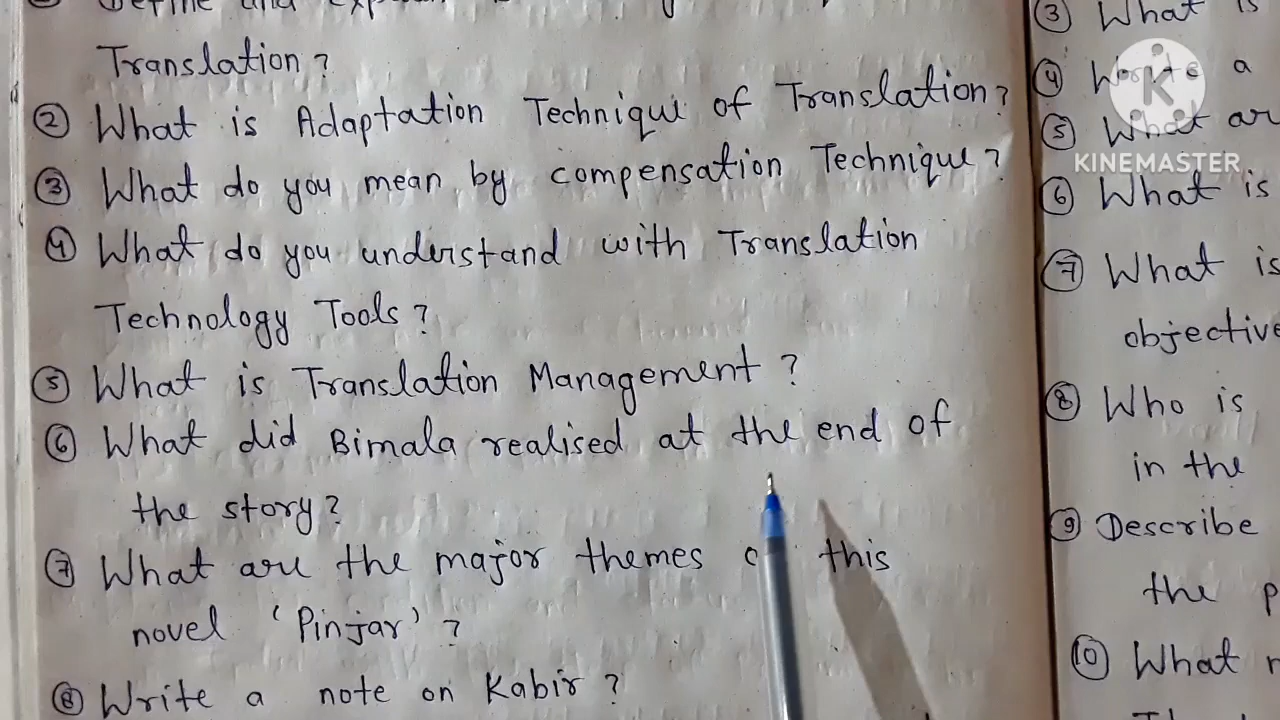 Define and
Translation?
② What is Adaptation Technique of Translation?
③ What do you mean by compensation Technique?
④ What do you understand with Translation
Technology Tools?
⑤ What is Translation Management?
⑥ What did Bimala realised at the end of
the story?
⑦ What are the major themes this
novel 'Pinjar'?
⑧ Write a note on Kabir?
③ What is
④ Write a
⑤ What
⑥ What is
⑦ What is
⑧ Who is
in the
⑨ Describe
the
⑩ What
KINEMASTER